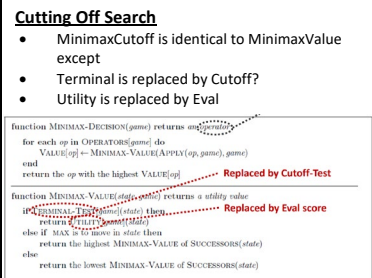 Cutting Off Search
• MinimaxCutoff is identical to MinimaxValue
except
• Terminal is replaced by Cutoff?
• Utility is replaced by Eval
function MINIMAX-DECISION(game) returns an operator
for each op in OPERATORS[game] do
VALUE[op] ← MINIMAX-VALUE(APPLY(op, game), game)
end
return the op with the highest VALUE[op]
Replaced by Cutoff-Test
function MINIMAX-VALUE(state, game) returns a utility value
if TERMINAL-TEST[game](state) then
Replaced by Eval score
return UTILITY[game](state)
else if MAX is to move in state then
return the highest MINIMAX-VALUE of SUCCESSORS(state)
else
return the lowest MINIMAX-VALUE of SUCCESSORS(state)